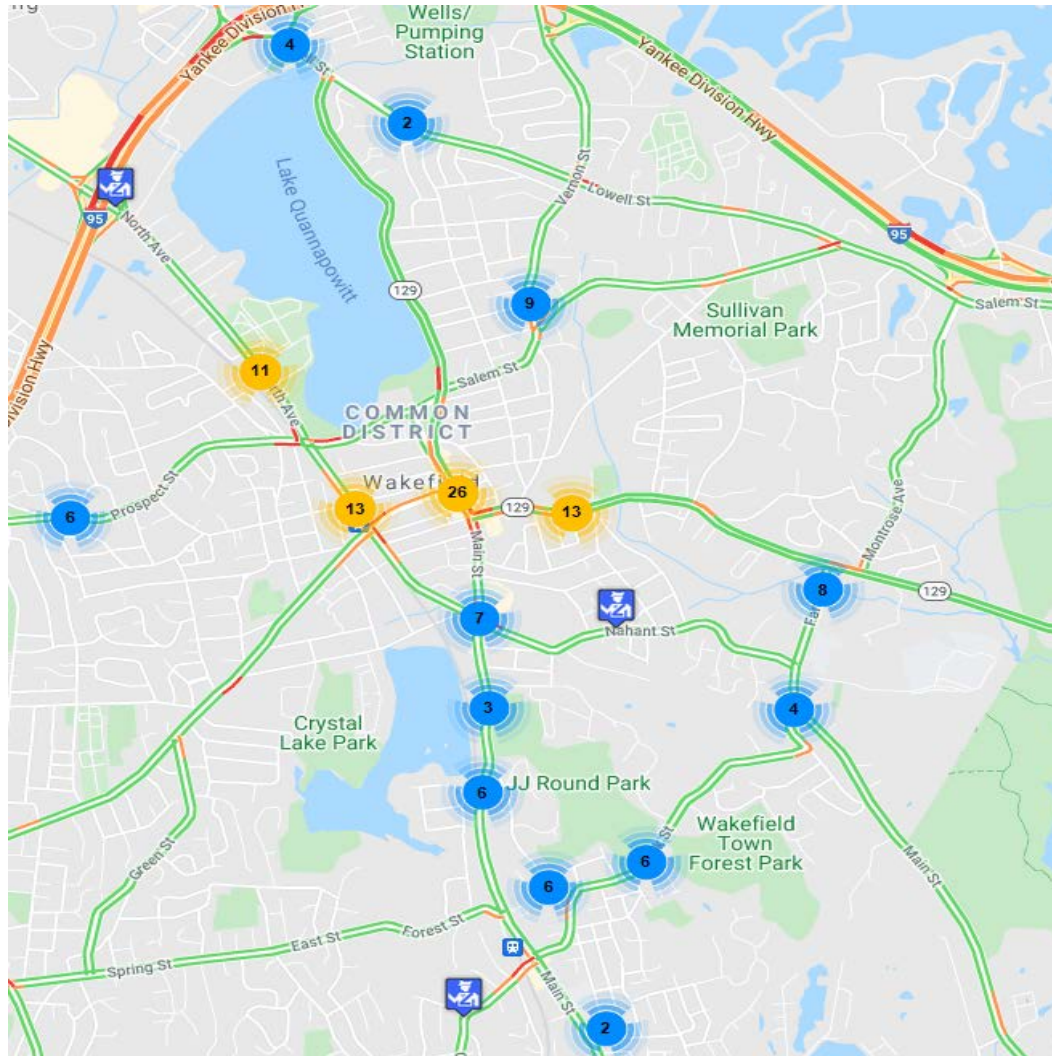 Wells/
Pumping
Station
Yankee Division H
4
St
2
Yankee Division Hwy
95
North Ave
Lake Quannapowitt
129
Vernon St
Lowell St
95
Salem St
9
Sullivan
Memorial Park
11
rth Ave
Division Hwy
Salem St
COMMON
DISTRICT
Wakefield
6
Prospect St
13
26
129
13
Montrose Ave
Main St
8
129
7
Nahant St
3
4
Crystal
Lake Park
6
JJ Round Park
Wakefield
Town
Forest Park
St
6
6
Green St
Main St
Forest St
East St
Spring St
Main St
2